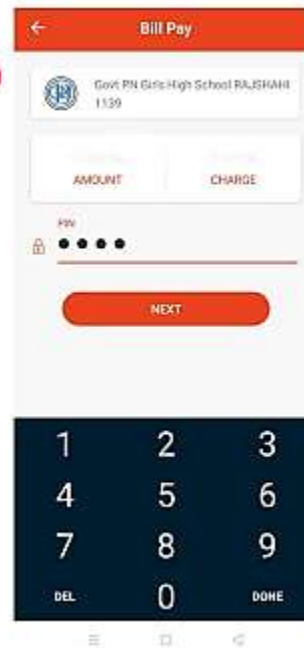 Bill Pay
Govt PN Girls High School RAJSHAHI
1139
AMOUNT CHARGE
PIN
NEXT
1 2 3
4 5 6
7 8 9
DEL 0 DONE